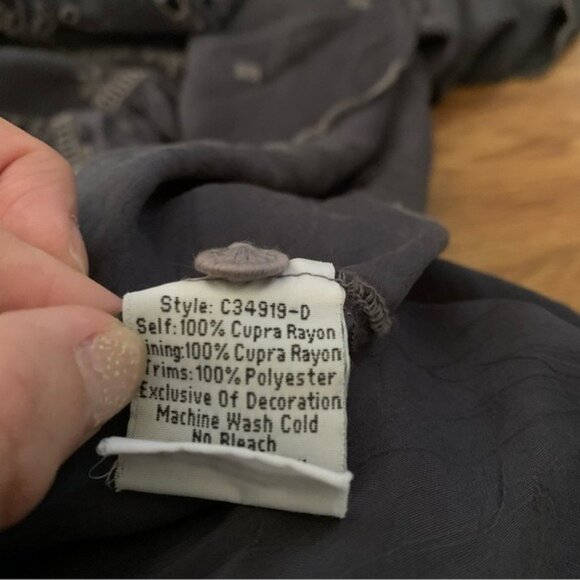 Style: C34919-D
Self:100% Cupra Rayon
ining:100% Cupra Rayon
Trims:100% Polyester
Exclusive Of Decoration
Machine Wash Cold
No Bleach